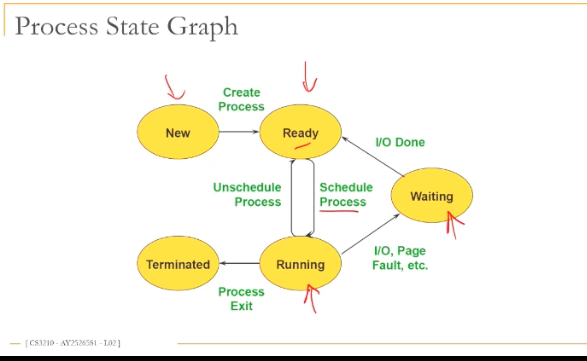 Process State Graph
Create
Process
New
Ready
I/O Done
Unschedule
Process
Schedule
Process
Waiting
Terminated
Running
I/O, Page
Fault, etc.
Process
Exit
[ CS3210 - AY2526S1 - L02 ]